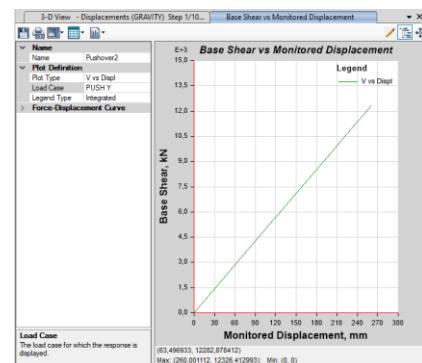 3-D View - Displacements (GRAVITY) Step 1/10...
Base Shear vs Monitored Displacement
Name
Name Pushover2
Plot Definition
Plot Type V vs Displ
Load Case PUSH Y
Legend Type Integrated
Force-Displacement Curve
E+3 Base Shear vs Monitored Displacement
Legend
V vs Displ
15,0
13,5
12,0
10,5
9,0
7,5
6,0
4,5
3,0
1,5
0,0
Base Shear, kN
0 30 60 90 120 150 180 210 240 270 300
Monitored Displacement, mm
Load Case
The load case for which the response is
displayed.
(63,496933, 12282,878412)
Max: (260,001112, 12326,412993); Min: (0, 0)